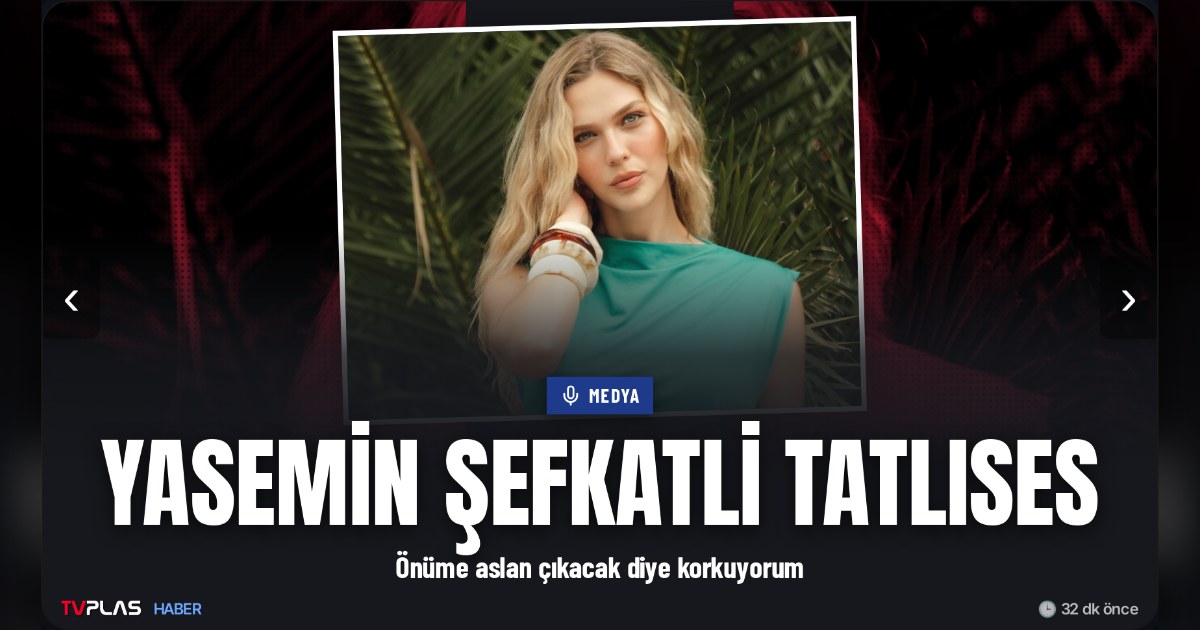 MEDYA
YASEMİN ŞEFKATLİ TATLISES
Önüme aslan çıkacak diye korkuyorum
TVPLAS HABER
32 dk önce